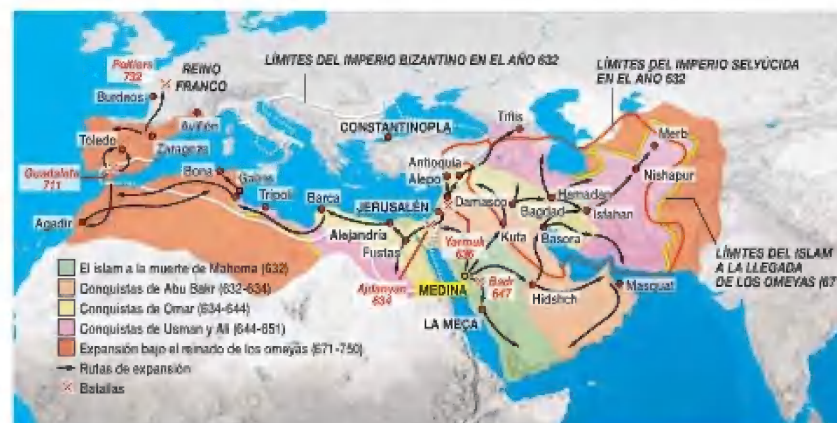 LÍMITES DEL IMPERIO BIZANTINO EN EL AÑO 632
LÍMITES DEL IMPERIO SELYÚCIDA
EN EL AÑO 632
Poitiers
732
REINO
FRANCO
Burdeos
Aviñón
Toledo
Zaragoza
Guadalete
711
CONSTANTINOPLA
Tiflis
Merb
Nishapur
Antioquía
Alepo
Hamadan
Bona
Gabes
Trípoli
Barca
JERUSALÉN
Damasco
Bagdad
Isfahan
Agadir
Alejandría
Fustas
Yarmuk
636
Kufa
Basora
LÍMITES DEL ISLAM
A LA LLEGADA
DE LOS OMEYAS (67
Ajdanyan
634
MEDINA
Badr
647
Hidshch
Masquat
LA MECA
El islam a la muerte de Mahoma (632)
Conquistas de Abu Bakr (632-634)
Conquistas de Omar (634-644)
Conquistas de Usman y Alí (644-651)
Expansión bajo el reinado de los omeyas (671-750)
Rutas de expansión
Batallas